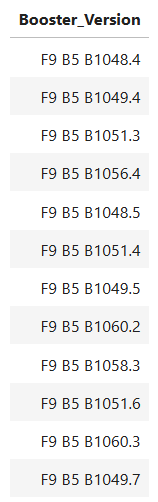 Booster_Version
F9 B5 B1048.4
F9 B5 B1049.4
F9 B5 B1051.3
F9 B5 B1056.4
F9 B5 B1048.5
F9 B5 B1051.4
F9 B5 B1049.5
F9 B5 B1060.2
F9 B5 B1058.3
F9 B5 B1051.6
F9 B5 B1060.3
F9 B5 B1049.7